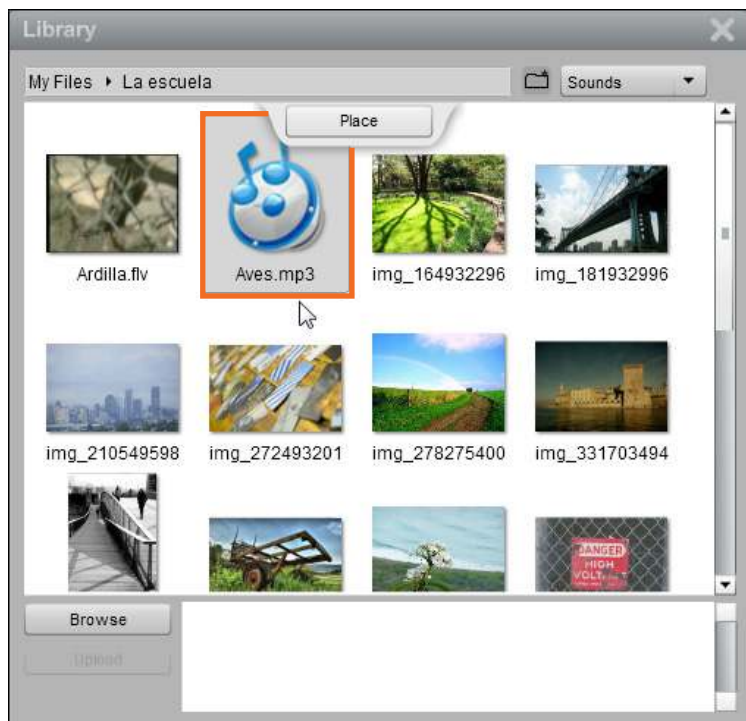 Library
My Files ‣ La escuela
Sounds
Place
Ardilla.flv
Aves.mp3
img_164932296
img_181932996
img_210549598
img_272493201
img_278275400
img_331703494
DANGER
HIGH
VOLTAGE
Browse
Upload